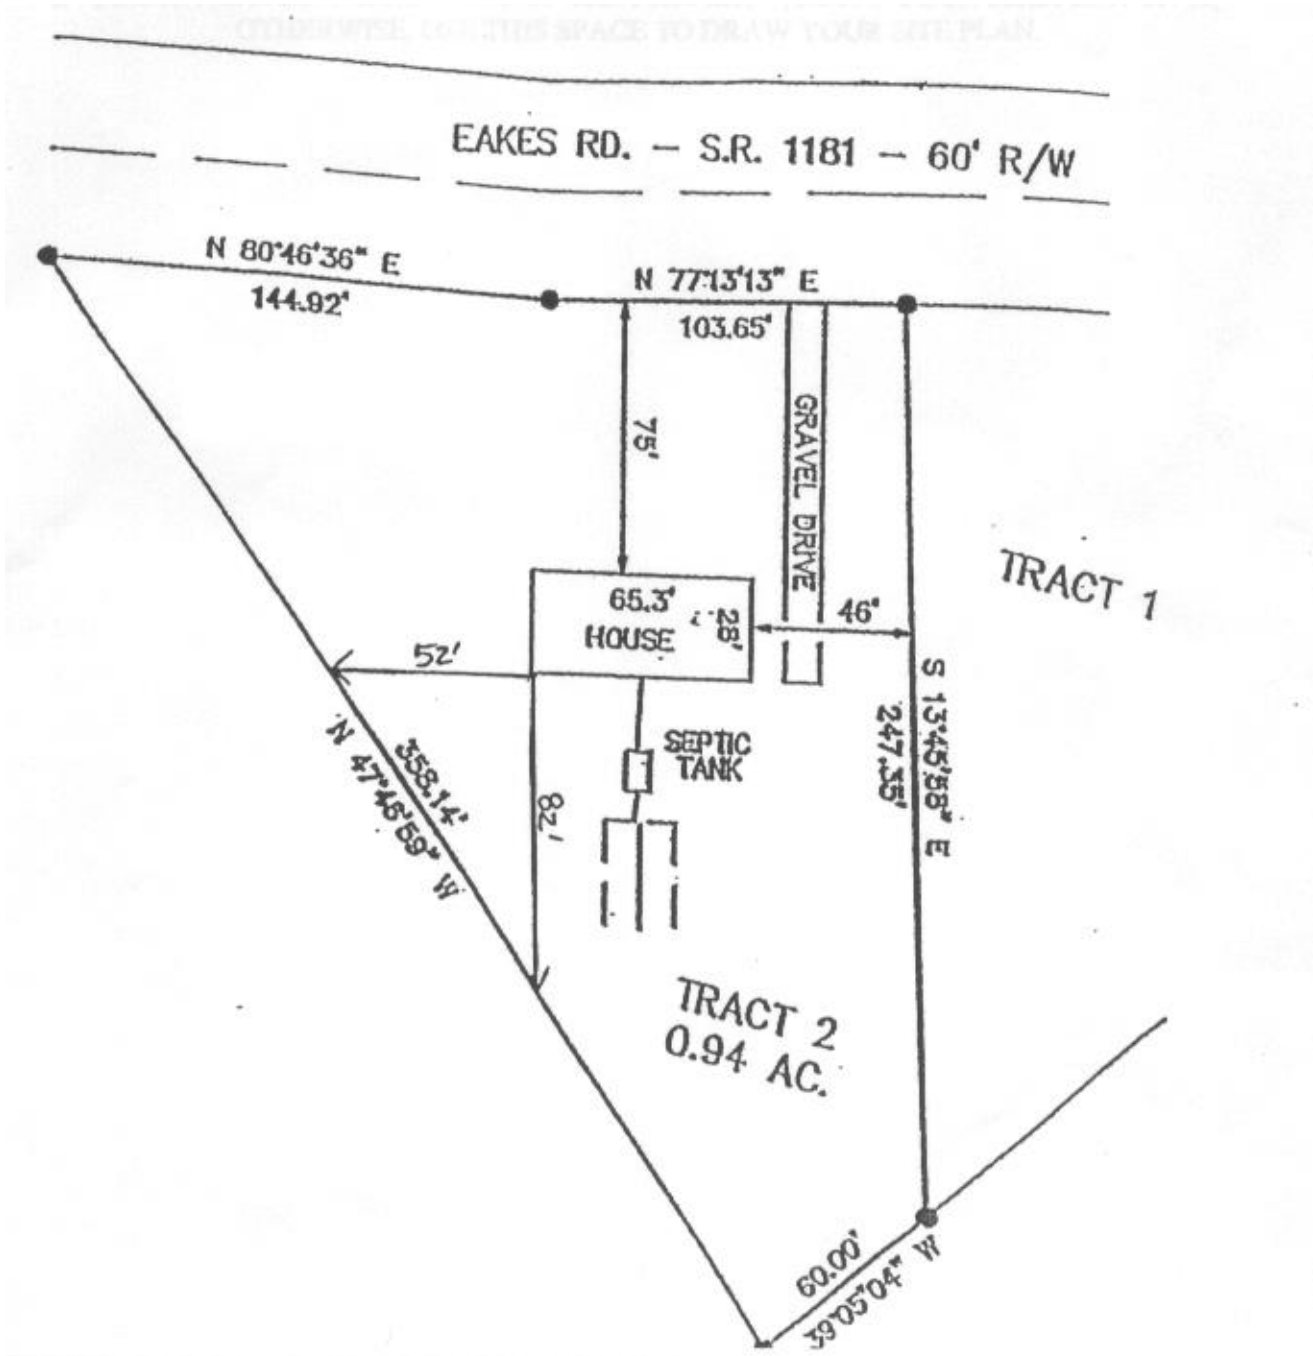 OTHERWISE, USE THIS SPACE TO DRAW YOUR SITE PLAN.
EAKES RD. — S.R. 1181 — 60' R/W
N 80°46'36" E
144.92'
N 77°13'13" E
103.65'
75'
GRAVEL DRIVE
TRACT 1
65.3'
HOUSE
28'
46'
52'
S 13°45'58" E
247.35'
SEPTIC
TANK
358.14'
N 47°46'59" W
82'
TRACT 2
0.94 AC.
60.00'
39°05'04" W